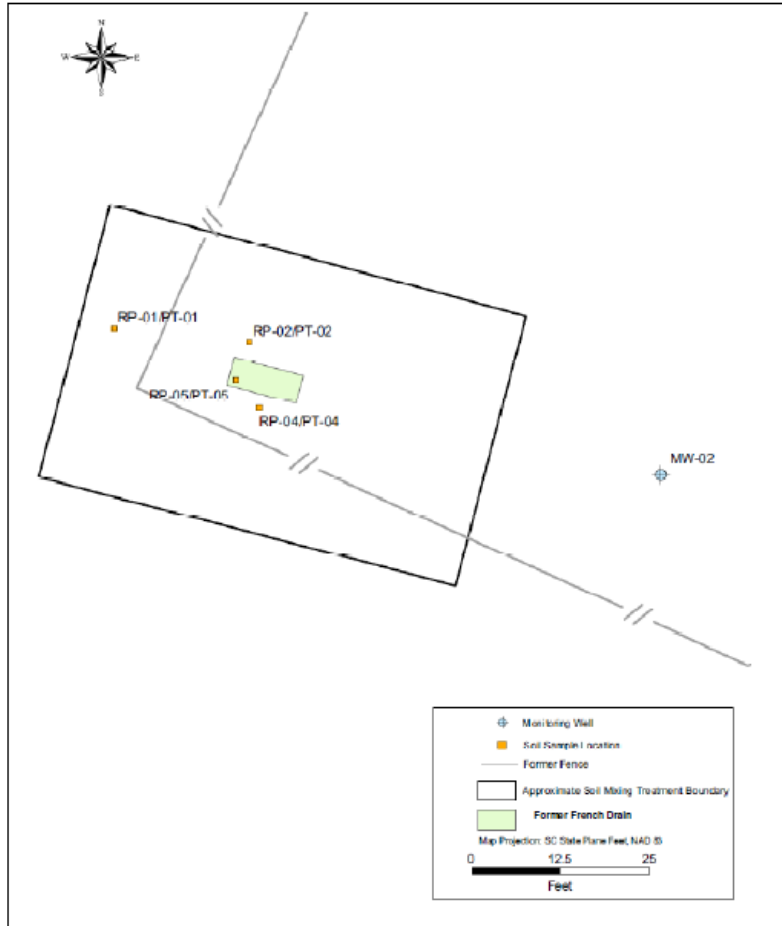 N
W
E
S
RP-01/PT-01
RP-02/PT-02
RP-05/PT-05
RP-04/PT-04
MW-02
Monitoring Well
Soil Sample Location
Former Fence
Approximate Soil Mixing Treatment Boundary
Former French Drain
Map Projection: SC State Plane Feet, NAD 83
0 12.5 25
Feet